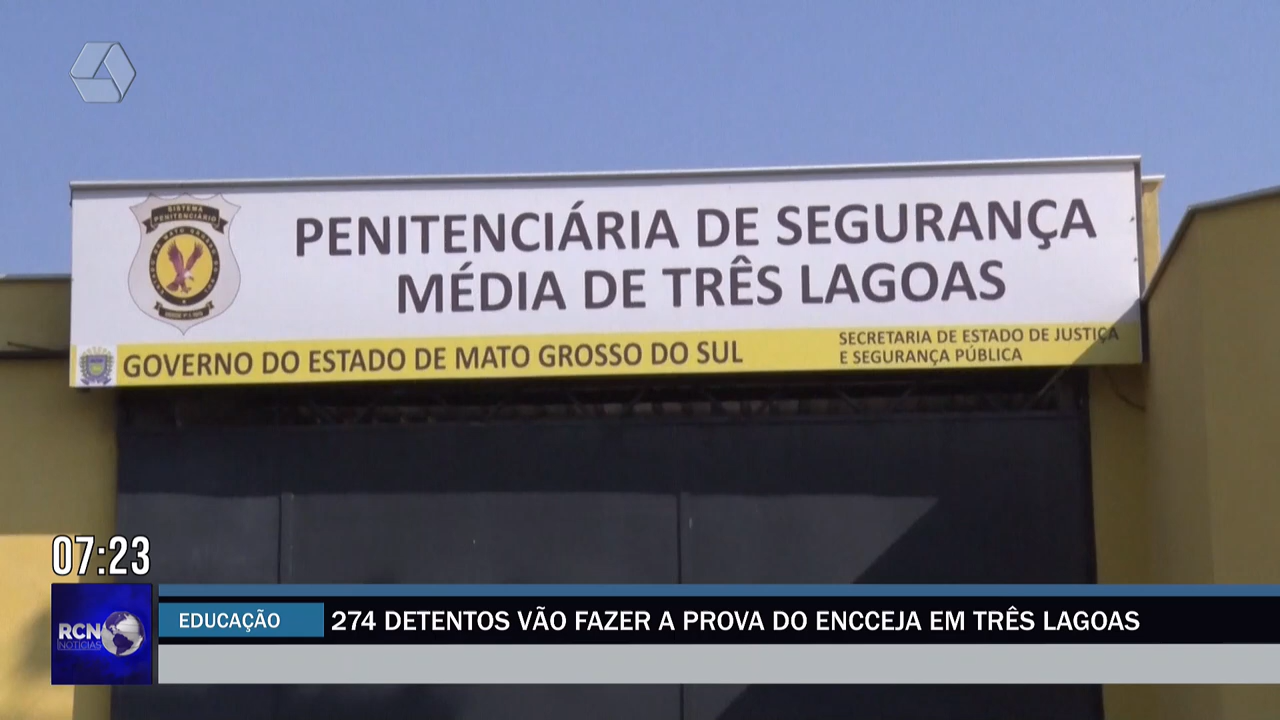 SISTEMA
PENITENCIÁRIO
PENITENCIÁRIA DE SEGURANÇA
MÉDIA DE TRÊS LAGOAS
GOVERNO DO ESTADO DE MATO GROSSO DO SUL
SECRETARIA DE ESTADO DE JUSTIÇA
E SEGURANÇA PÚBLICA
07:23
RCN
NOTÍCIAS
EDUCAÇÃO
274 DETENTOS VÃO FAZER A PROVA DO ENCCEJA EM TRÊS LAGOAS